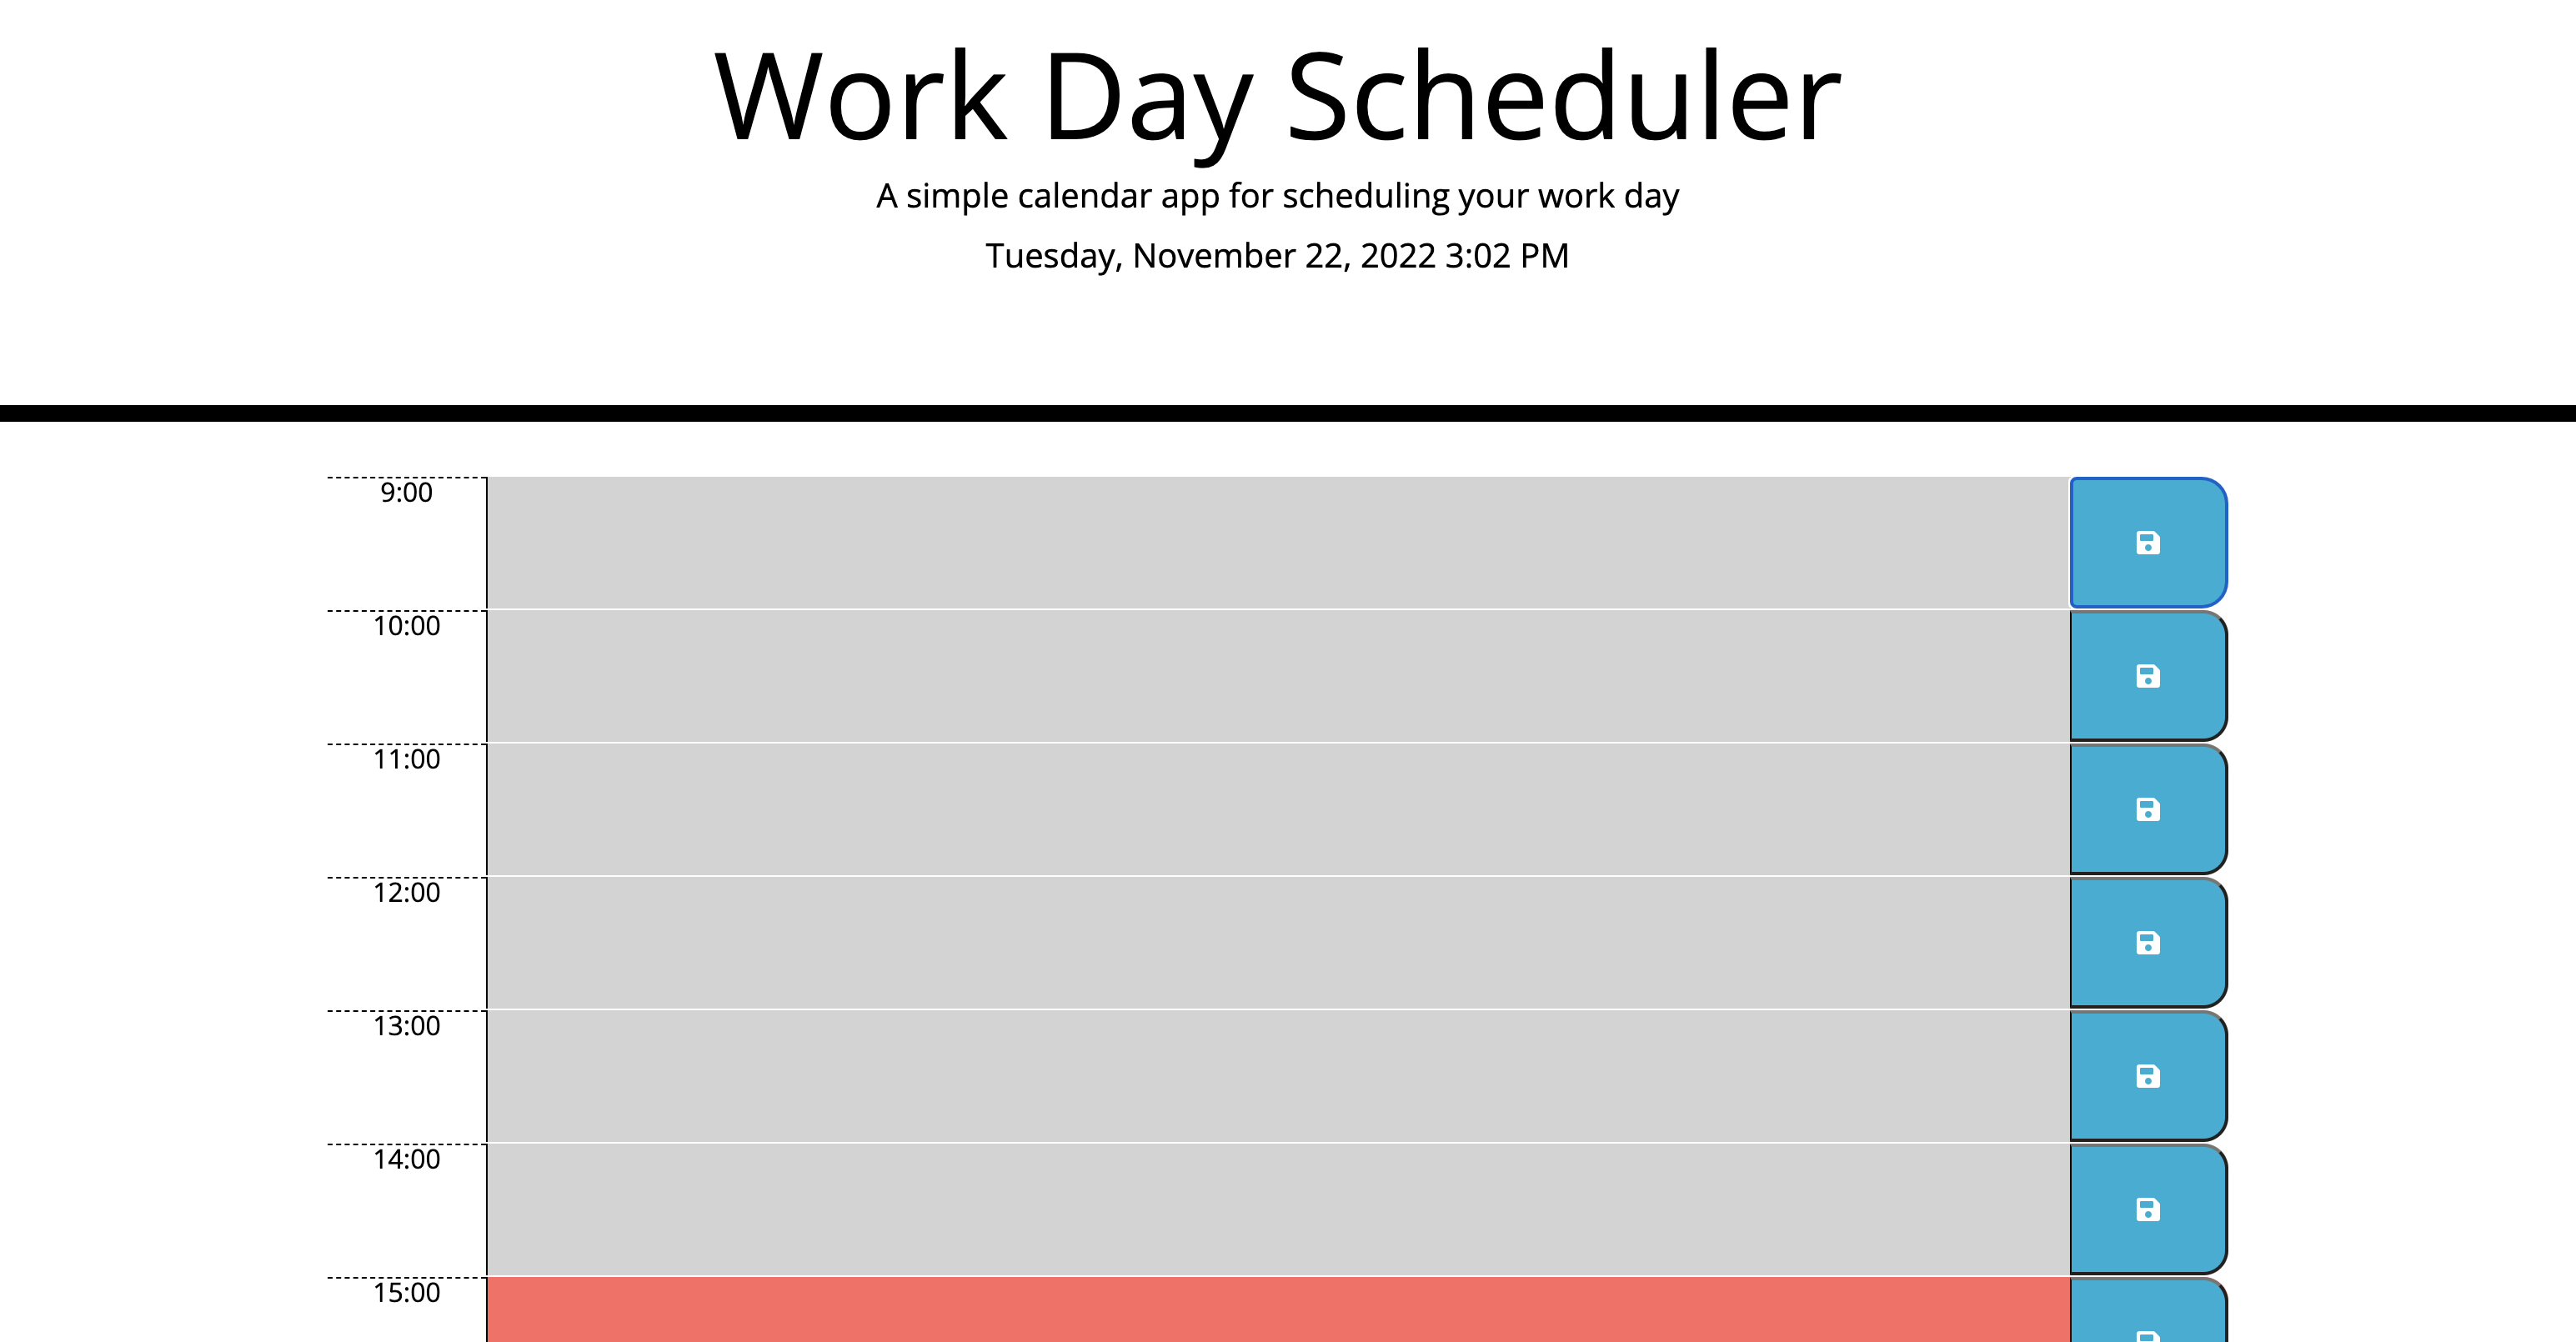 Work Day Scheduler
A simple calendar app for scheduling your work day
Tuesday, November 22, 2022 3:02 PM
9:00
10:00
11:00
12:00
13:00
14:00
15:00